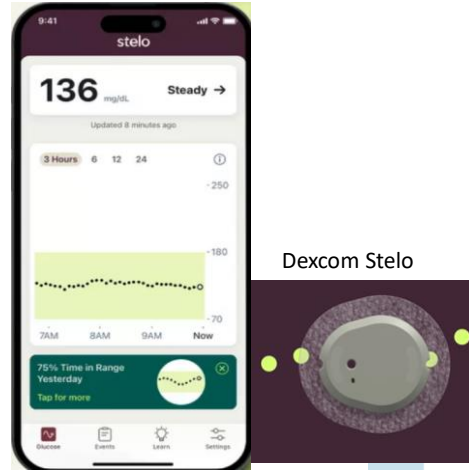 9:41
stelo
136 mg/dL Steady →
Updated 8 minutes ago
3 Hours 6 12 24
-250
-180
-70
7AM 8AM 9AM Now
75% Time in Range
Yesterday
Tap for more
Glucose Events Learn Settings
Dexcom Stelo